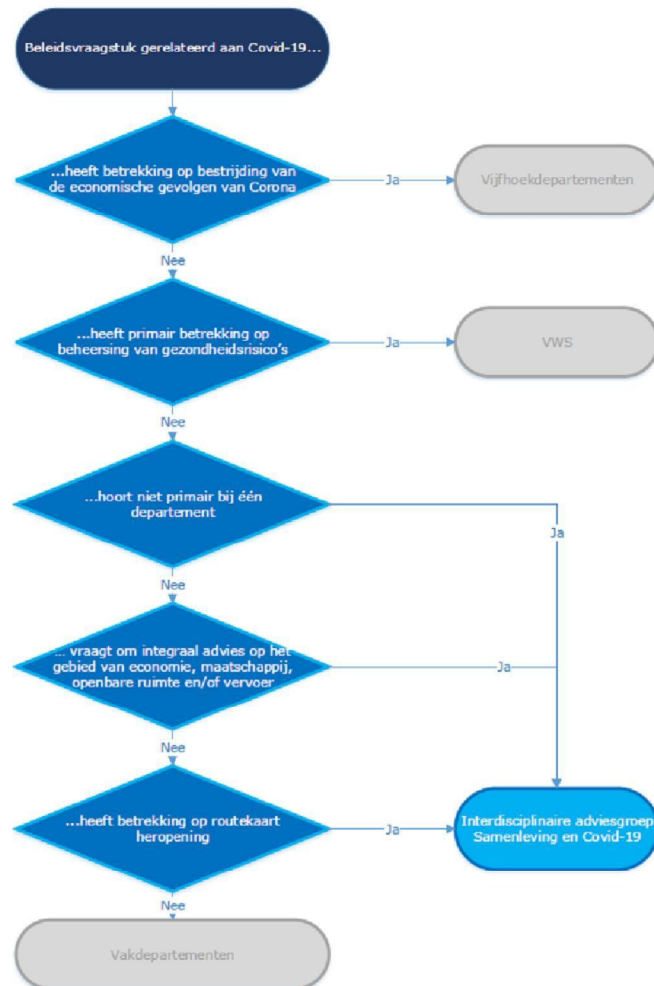 Beleidsvraagstuk gerelateerd aan Covid-19...
...heeft betrekking op bestrijding van
de economische gevolgen van Corona
Ja
Vijfhoekdepartementen
Nee
...heeft primair betrekking op
beheersing van gezondheidsrisico's
Ja
VWS
Nee
...hoort niet primair bij één
departement
Ja
Nee
... vraagt om integraal advies op het
gebied van economie, maatschappij,
openbare ruimte en/of vervoer
Ja
Nee
...heeft betrekking op routekaart
heropening
Ja
Interdisciplinaire adviesgroep
Samenleving en Covid-19
Nee
Vakdepartementen